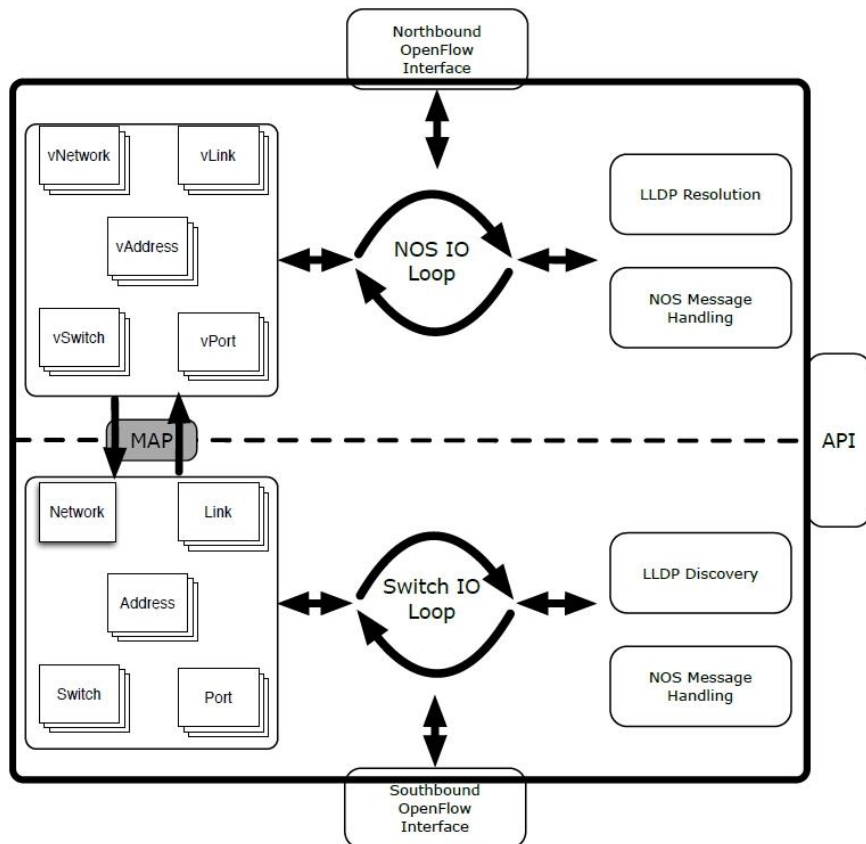 Northbound
OpenFlow
Interface
vNetwork
vLink
vAddress
vSwitch
vPort
NOS IO
Loop
LLDP Resolution
NOS Message
Handling
MAP
API
Network
Link
Address
Switch
Port
Switch IO
Loop
LLDP Discovery
NOS Message
Handling
Southbound
OpenFlow
Interface